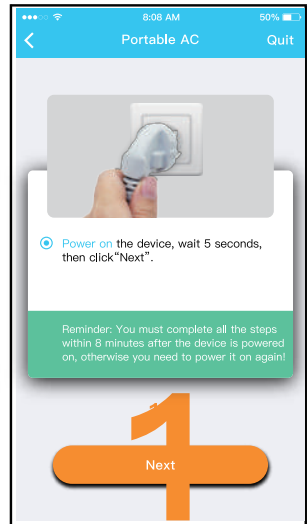 8:08 AM
50%
Portable AC
Quit
Power on the device, wait 5 seconds,
then click“Next”.
Reminder: You must complete all the steps
within 8 minutes after the device is powered
on, otherwise you need to power it on again!
1
Next